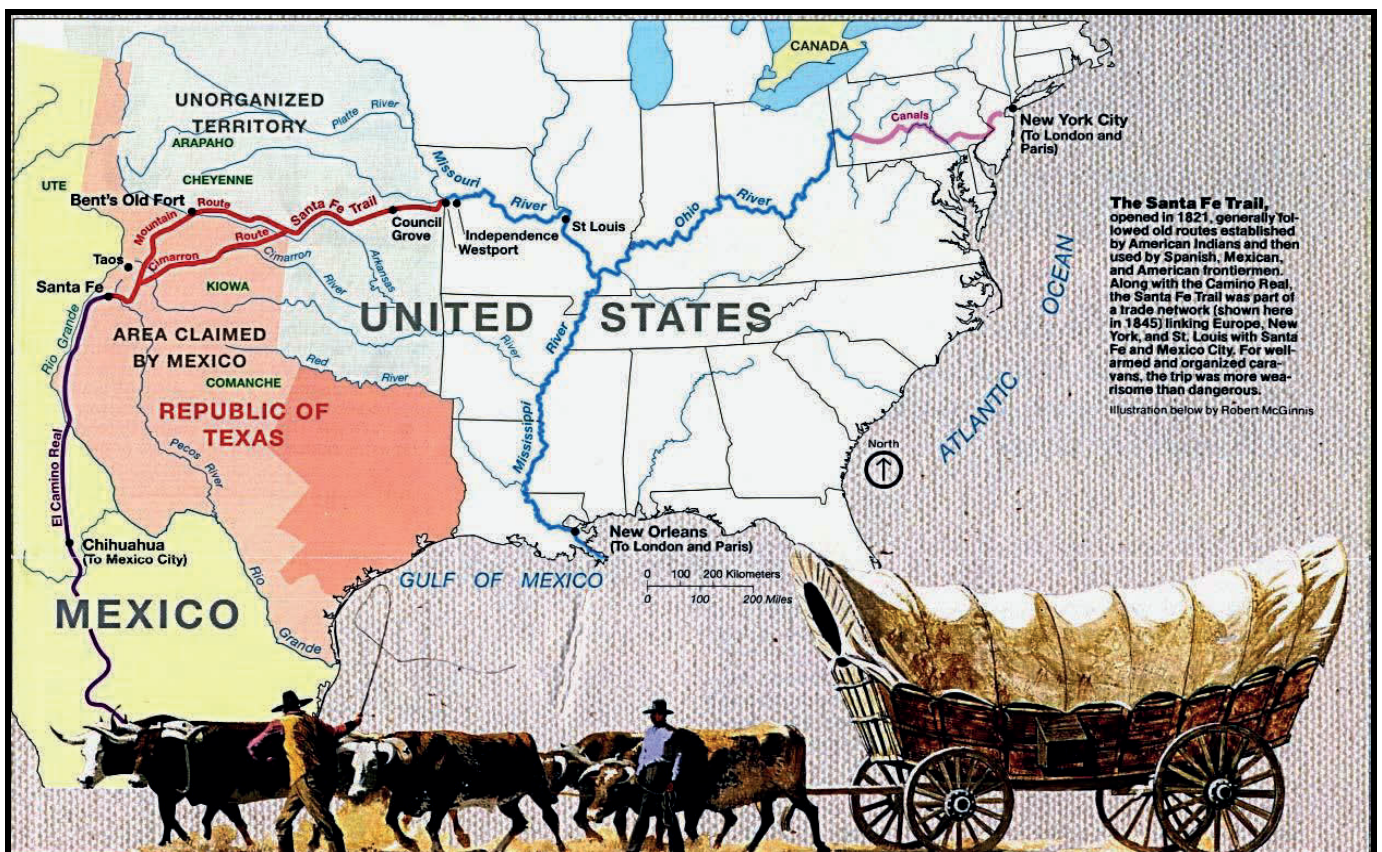 CANADA
UNORGANIZED
TERRITORY
Platte River
ARAPAHO
Canals
New York City
(To London and
Paris)
UTE
CHEYENNE
Missouri
River
Ohio
River
Bent's Old Fort
Route
Mountain
Santa Fe Trail
Council
Grove
Independence
Westport
St Louis
Route
Cimarron
Taos
Cimarron
River
Arkansas
River
Santa Fe
KIOWA
UNITED STATES
Rio Grande
AREA CLAIMED
BY MEXICO
Red
River
COMANCHE
REPUBLIC OF
TEXAS
River
Mississippi
Pecos
River
El Camino Real
Chihuahua
(To Mexico City)
MEXICO
Rio
Grande
New Orleans
(To London and Paris)
GULF OF MEXICO
0 100 200 Kilometers
0 100 200 Miles
North
ATLANTIC
OCEAN
The Santa Fe Trail,
opened in 1821, generally fol-
lowed old routes established
by American Indians and then
used by Spanish, Mexican,
and American frontiermen.
Along with the Camino Real,
the Santa Fe Trail was part of
a trade network (shown here
in 1845) linking Europe, New
York, and St. Louis with Santa
Fe and Mexico City. For well-
armed and organized cara-
vans, the trip was more wea-
risome than dangerous.
Illustration below by Robert McGinnis